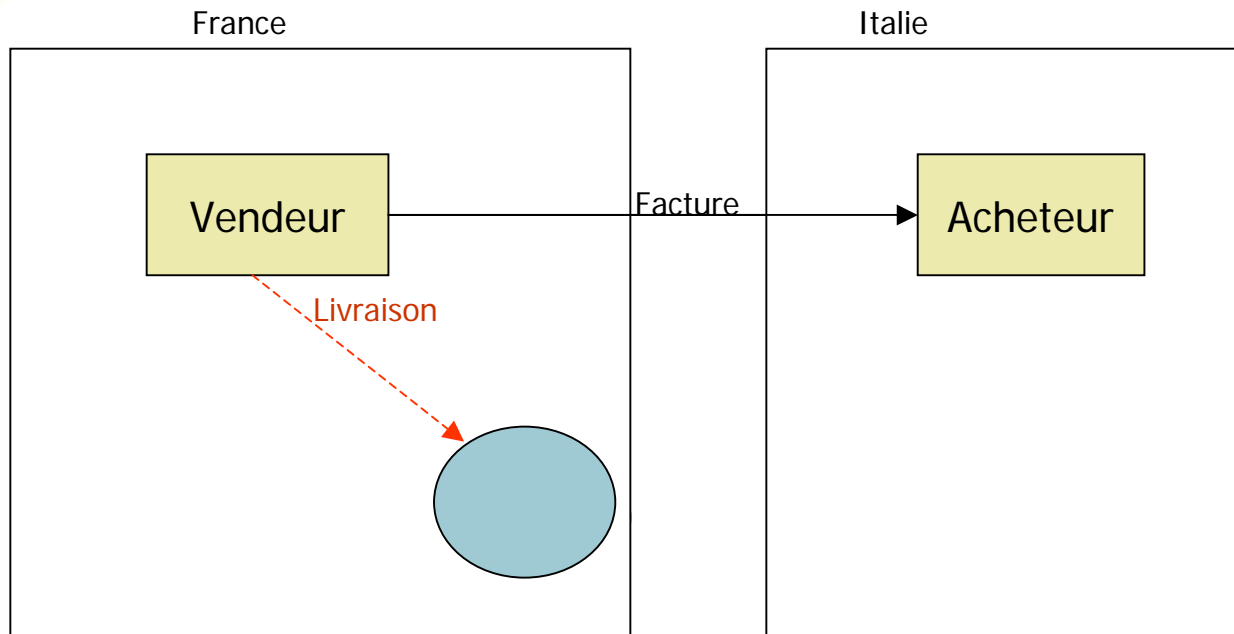 France
Italie
Vendeur
Facture
Acheteur
Livraison